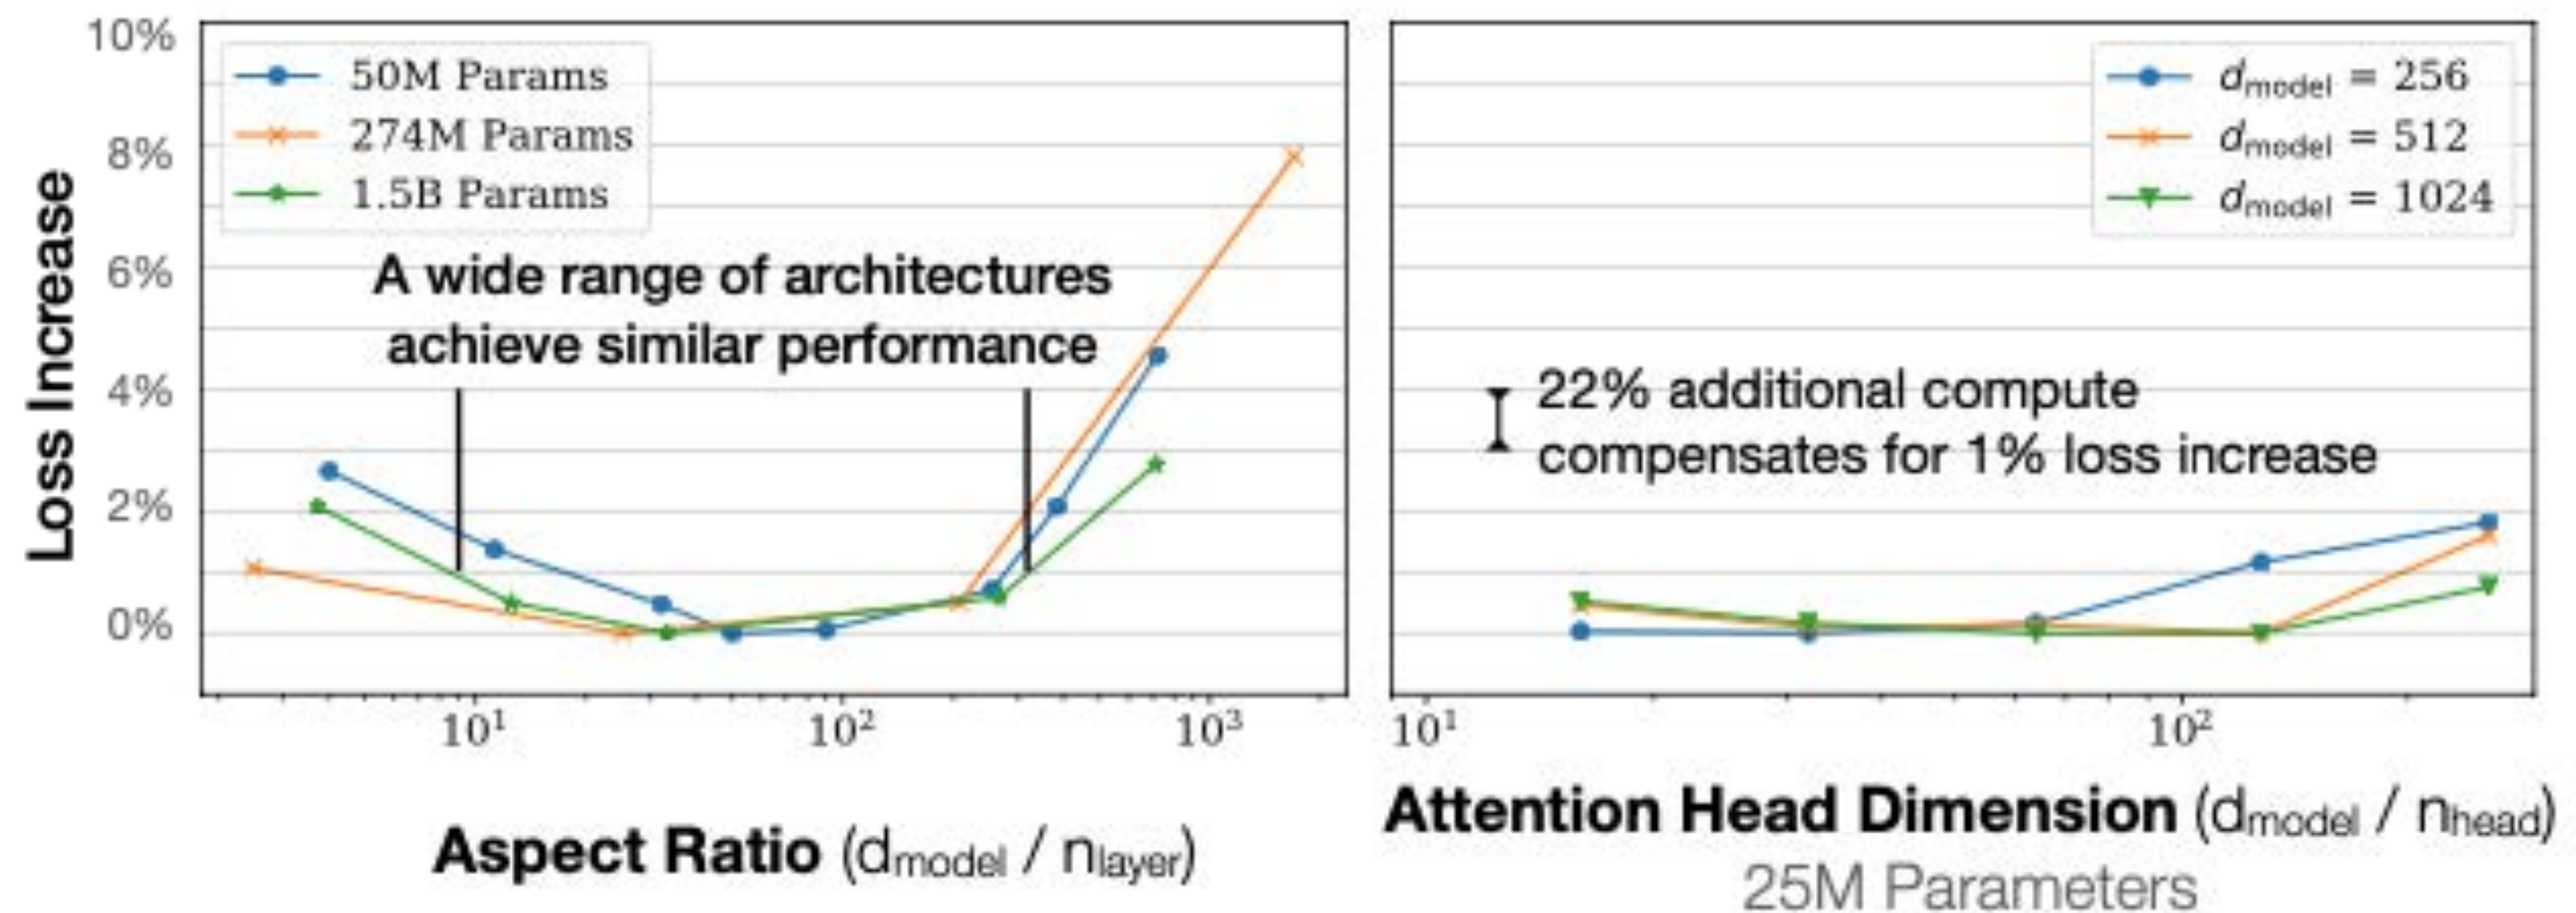 10%
8%
6%
4%
2%
0%
Loss Increase
50M Params
274M Params
1.5B Params
A wide range of architectures
achieve similar performance
10¹
10²
10³
Aspect Ratio (dmodel / nlayer)
dmodel = 256
dmodel = 512
dmodel = 1024
22% additional compute
compensates for 1% loss increase
10¹
10²
Attention Head Dimension (dmodel / nhead)
25M Parameters